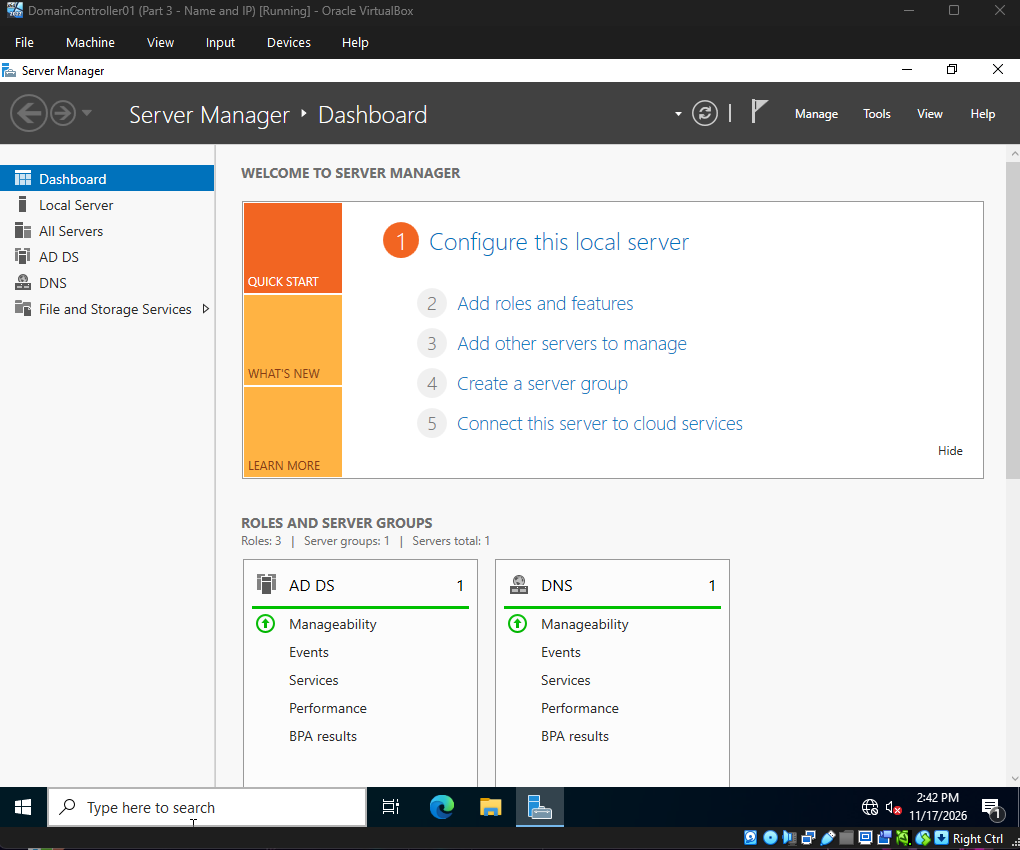 DomainController01 (Part 3 - Name and IP) [Running] - Oracle VirtualBox
File Machine View Input Devices Help
Server Manager
Server Manager Dashboard
Manage Tools View Help
Dashboard
Local Server
All Servers
AD DS
DNS
File and Storage Services
WELCOME TO SERVER MANAGER
QUICK START
WHAT'S NEW
LEARN MORE
1 Configure this local server
2 Add roles and features
3 Add other servers to manage
4 Create a server group
5 Connect this server to cloud services
Hide
ROLES AND SERVER GROUPS
Roles: 3 | Server groups: 1 | Servers total: 1
AD DS 1
Manageability
Events
Services
Performance
BPA results
DNS 1
Manageability
Events
Services
Performance
BPA results
Type here to search
2:42 PM
11/17/2026
1
Right Ctrl